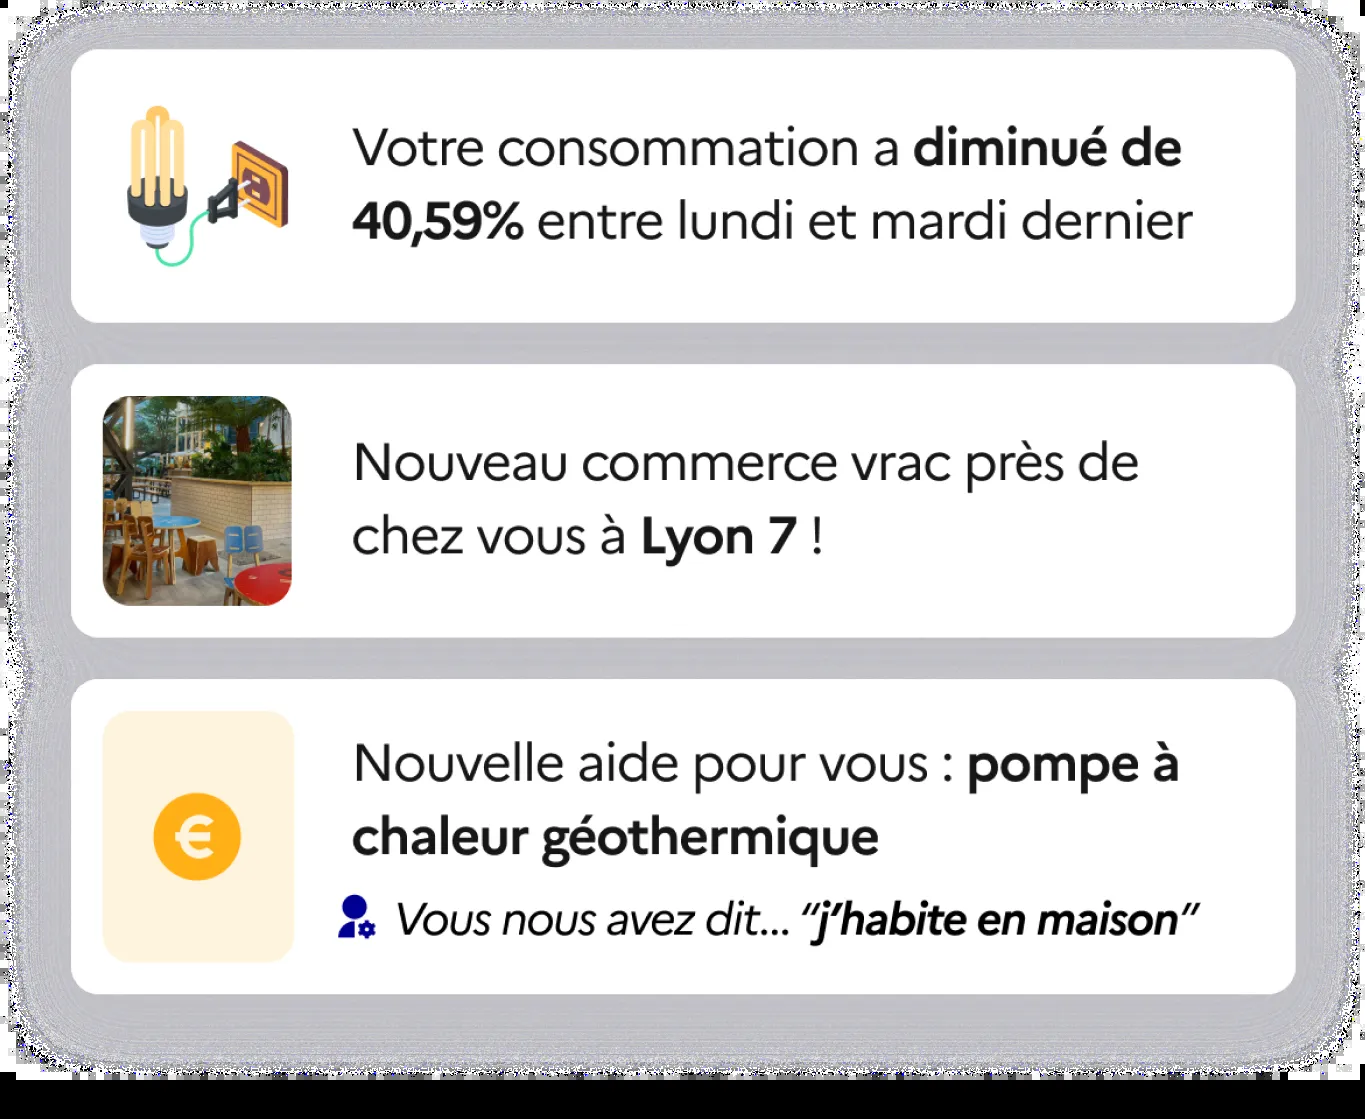 Votre consommation a diminué de
40,59% entre lundi et mardi dernier
Nouveau commerce vrac près de
chez vous à Lyon 7 !
Nouvelle aide pour vous : pompe à
chaleur géothermique
€
Vous nous avez dit... “j’habite en maison”